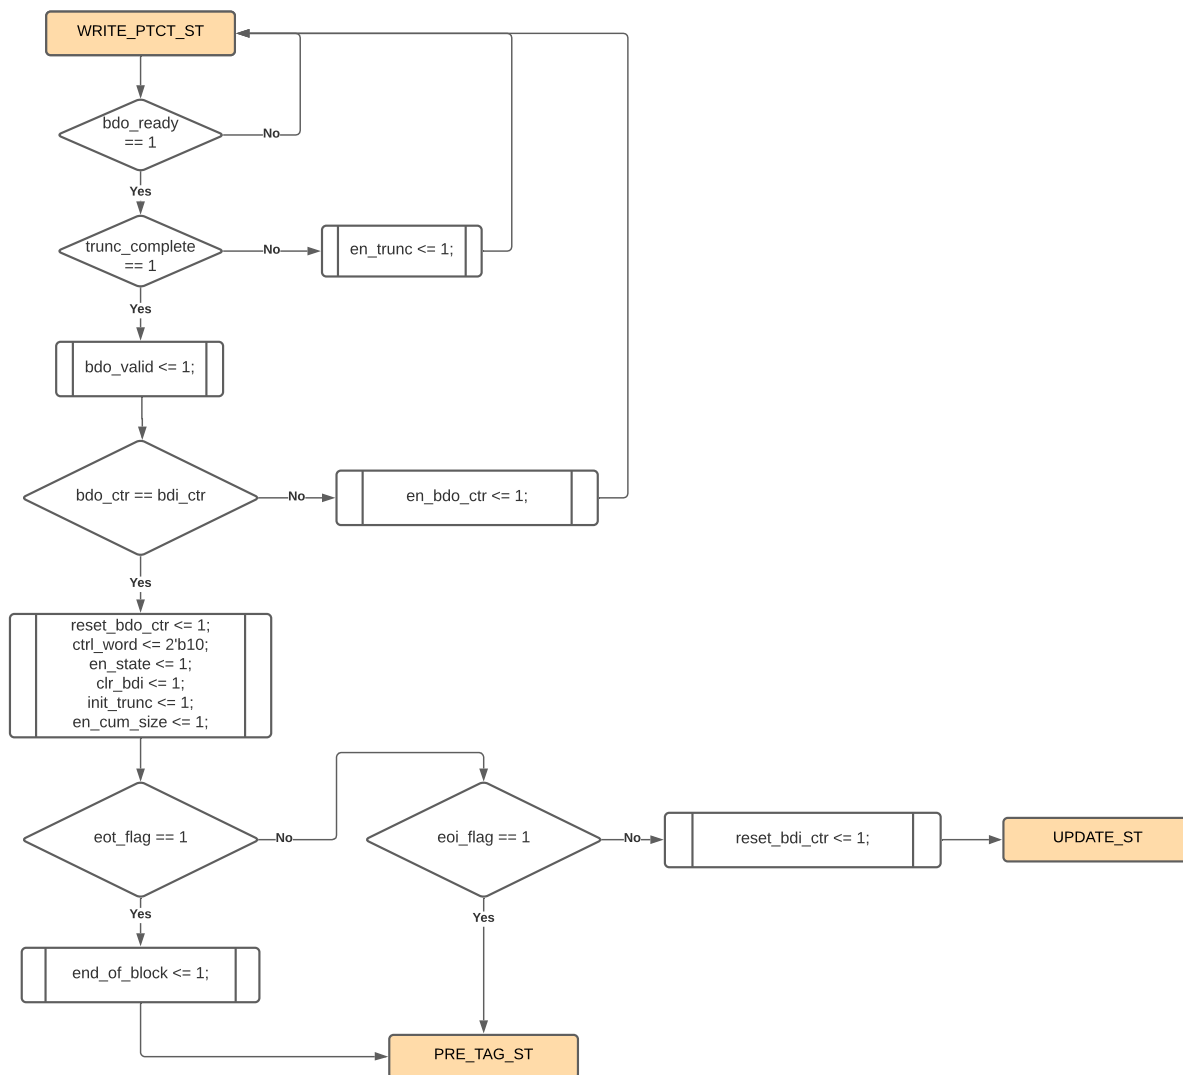 WRITE_PTCT_ST
bdo_ready
== 1
No
Yes
trunc_complete
== 1
No
en_trunc <= 1;
Yes
bdo_valid <= 1;
bdo_ctr == bdi_ctr
No
en_bdo_ctr <= 1;
Yes
reset_bdo_ctr <= 1;
ctrl_word <= 2'b10;
en_state <= 1;
clr_bdi <= 1;
init_trunc <= 1;
en_cum_size <= 1;
eot_flag == 1
No
eoi_flag == 1
No
reset_bdi_ctr <= 1;
UPDATE_ST
Yes
Yes
end_of_block <= 1;
PRE_TAG_ST